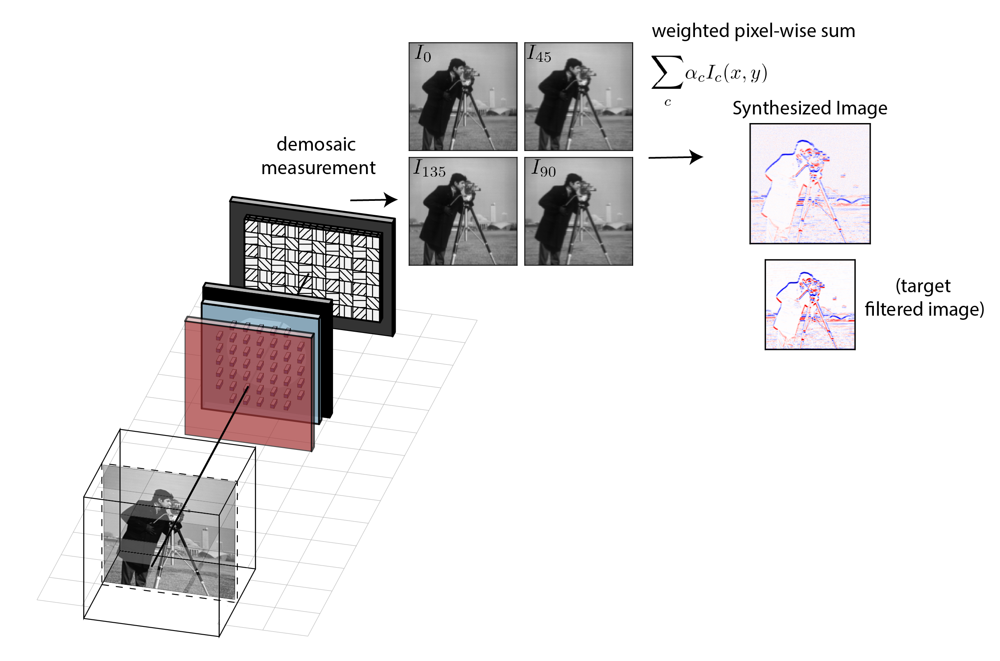 weighted pixel-wise sum
∑_c α_c I_c(x, y)
Synthesized Image
I_0
I_45
demosaic
measurement
I_135
I_90
(target
filtered image)